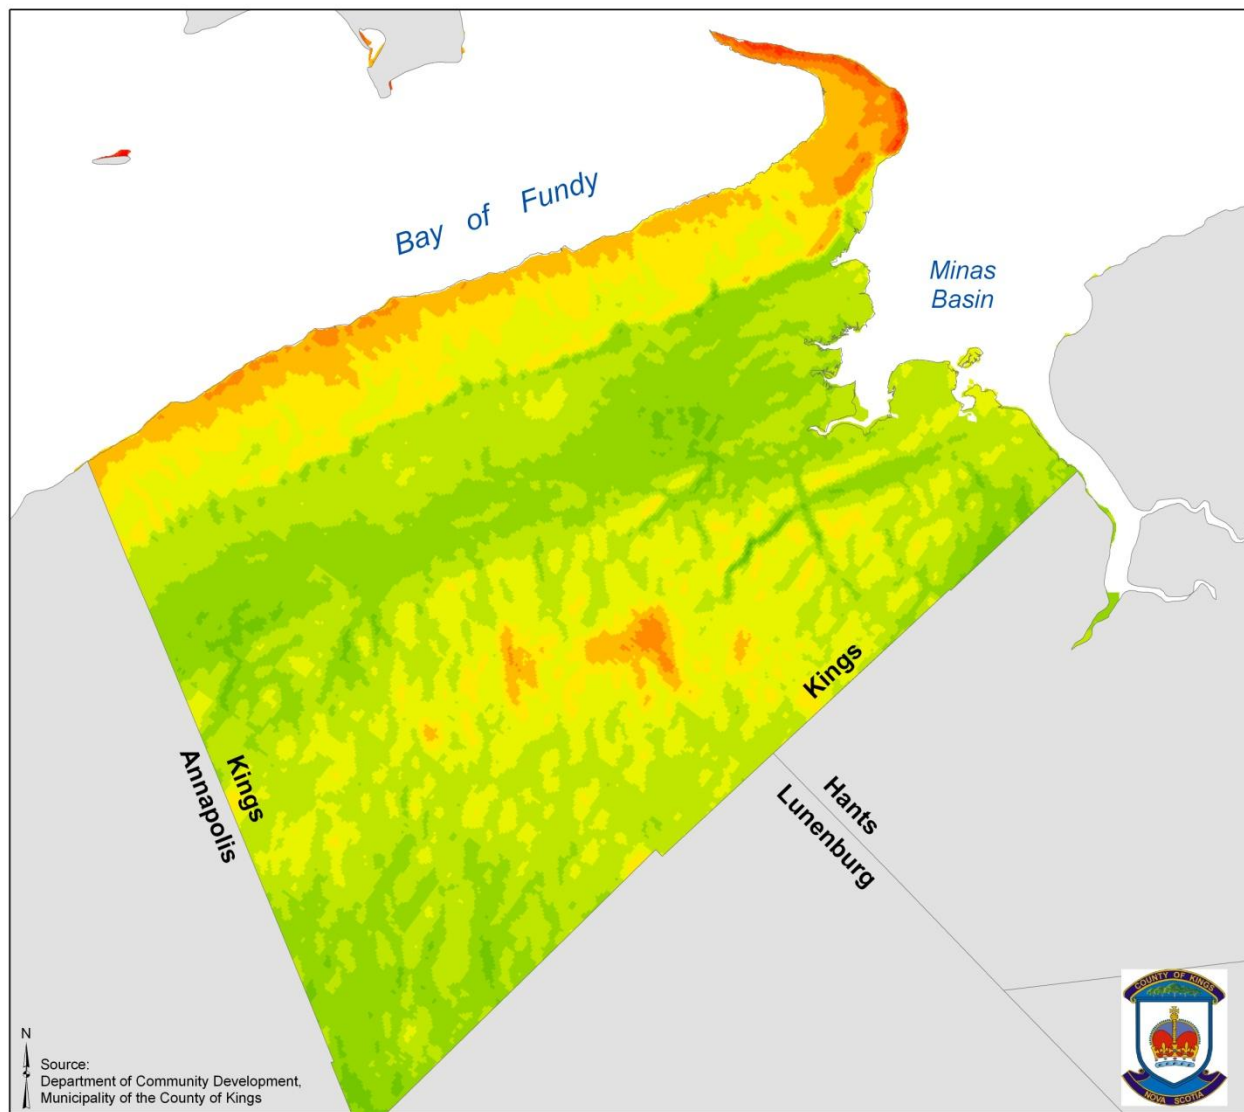 Bay of Fundy
Minas
Basin
Kings
Annapolis
Kings
Hants
Lunenburg
N
Source:
Department of Community Development,
Municipality of the County of Kings
COUNTY OF KINGS
NOVA SCOTIA